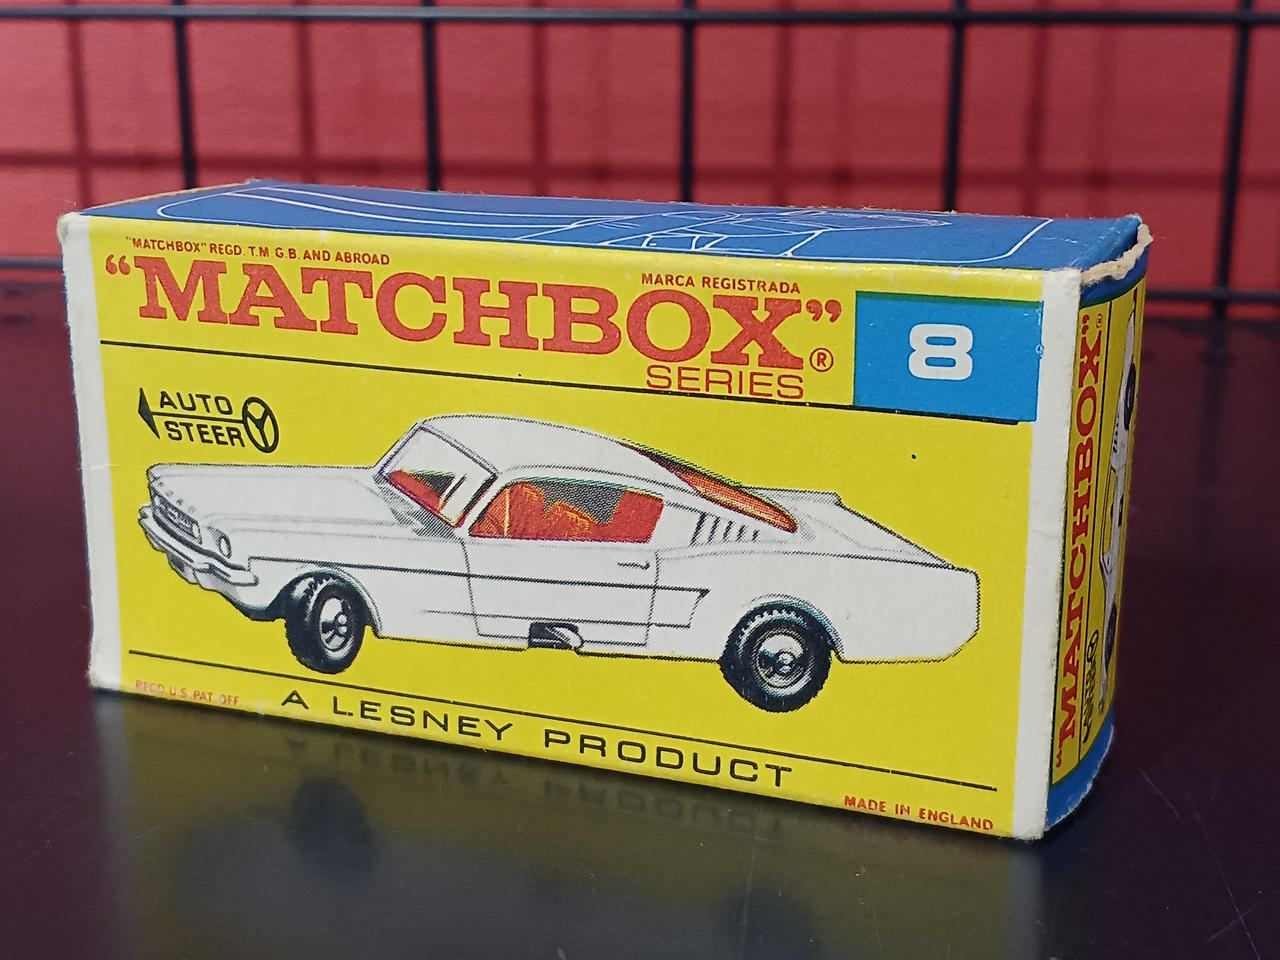 "MATCHBOX" REGD. T.M G.B. AND ABROAD
MARCA REGISTRADA
“MATCHBOX”®
SERIES
8
AUTO
STEER
REGD. U.S. PAT. OFF.
A LESNEY PRODUCT
MADE IN ENGLAND
“MATCHBOX”®